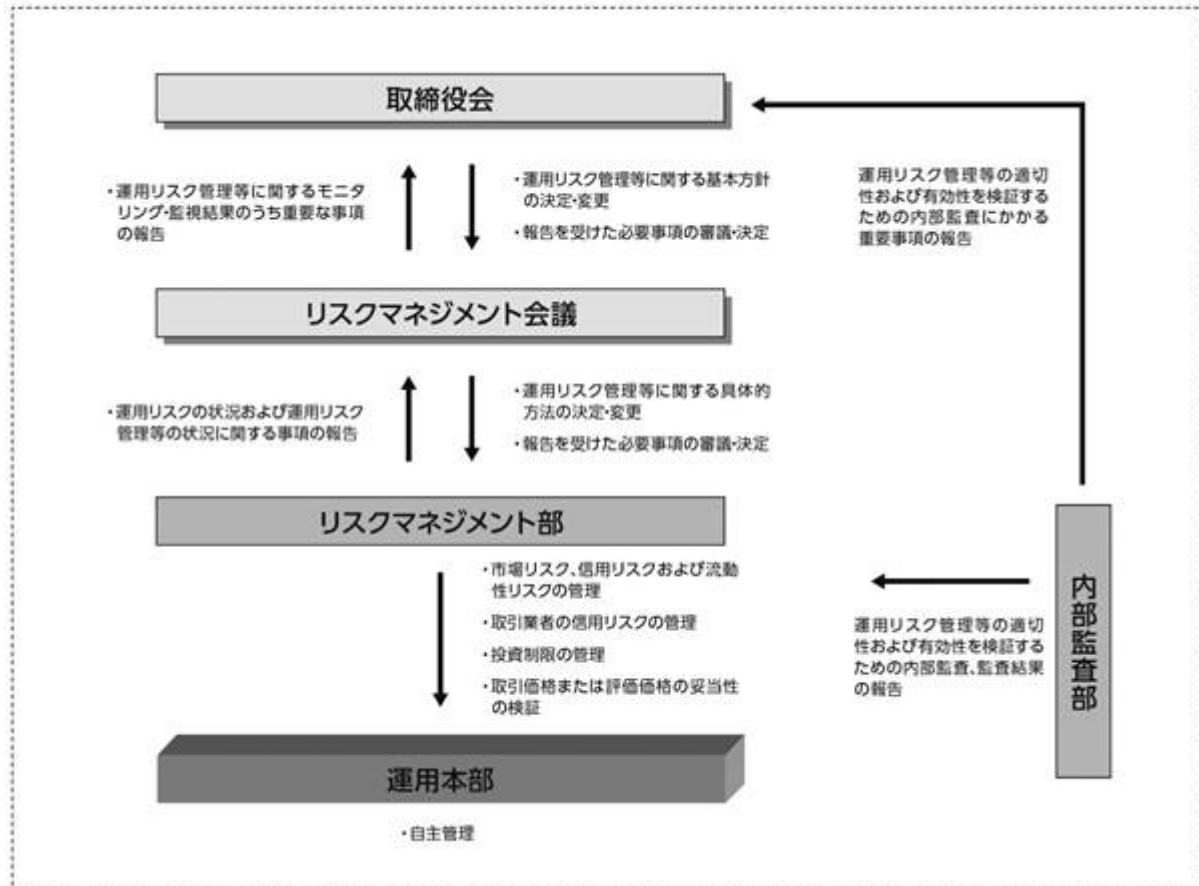 取締役会
・運用リスク管理等に関するモニタ
リング・監視結果のうち重要な事項
の報告
・運用リスク管理等に関する基本方針
の決定・変更
・報告を受けた必要事項の審議・決定
運用リスク管理等の適切
性および有効性を検証する
ための内部監査にかかる
重要事項の報告
リスクマネジメント会議
・運用リスクの状況および運用リスク
管理等の状況に関する事項の報告
・運用リスク管理等に関する具体的
方法の決定・変更
・報告を受けた必要事項の審議・決定
リスクマネジメント部
・市場リスク、信用リスクおよび流動
性リスクの管理
・取引業者の信用リスクの管理
・投資制限の管理
・取引価格または評価価格の妥当性
の検証
運用リスク管理等の適切
性および有効性を検証する
ための内部監査、監査結果
の報告
内部監査部
運用本部
・自主管理